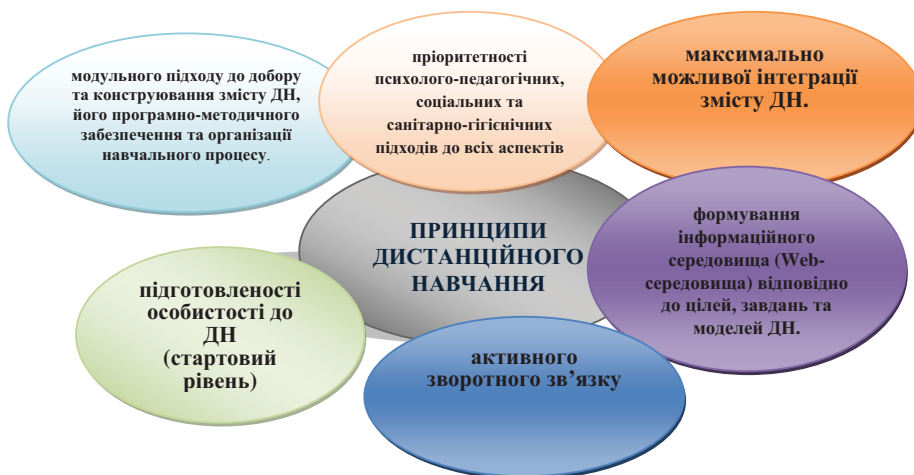 модульного підходу до добору
та конструювання змісту ДН,
його програмно-методичного
забезпечення та організації
навчального процесу.
пріоритетності
психолого-педагогічних,
соціальних та
санітарно-гігієнічних
підходів до всіх аспектів
максимально
можливої інтеграції
змісту ДН.
ПРИНЦИПИ
ДИСТАНЦІЙНОГО
НАВЧАННЯ
формування
інформаційного
середовища (Web-
середовища) відповідно
до цілей, завдань та
моделей ДН.
підготовленості
особистості до
ДН
(стартовий
рівень)
активного
зворотного зв’язку